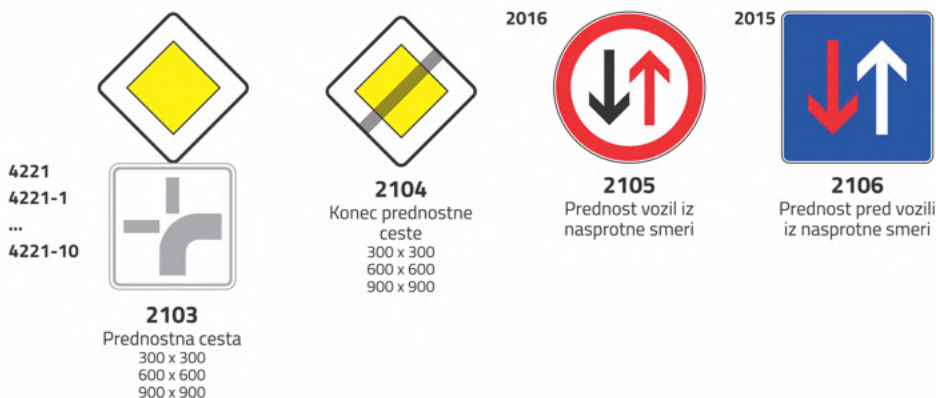 4221
4221-1
...
4221-10
2103
Prednostna cesta
300 x 300
600 x 600
900 x 900
2104
Konec prednostne
ceste
300 x 300
600 x 600
900 x 900
2016
2105
Prednost vozil iz
nasprotne smeri
2015
2106
Prednost pred vozili
iz nasprotne smeri